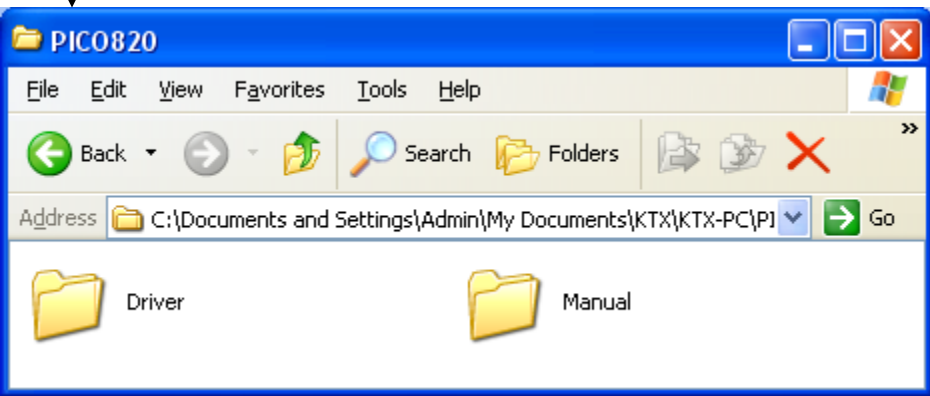 PICO820
File Edit View Favorites Tools Help
Back Search Folders »
Address C:\Documents and Settings\Admin\My Documents\KTX\KTX-PC\PI Go
Driver Manual